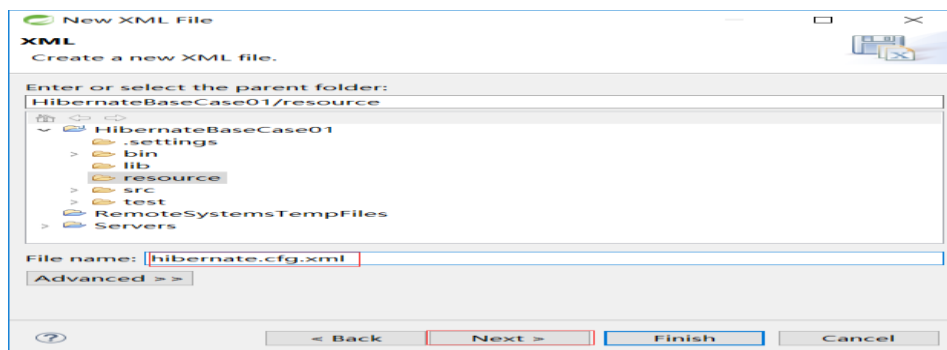 New XML File
XML
Create a new XML file.
Enter or select the parent folder:
HibernateBaseCase01/resource
HibernateBaseCase01
.settings
bin
lib
resource
src
test
RemoteSystemsTempFiles
Servers
File name: hibernate.cfg.xml
Advanced >>
? < Back Next > Finish Cancel